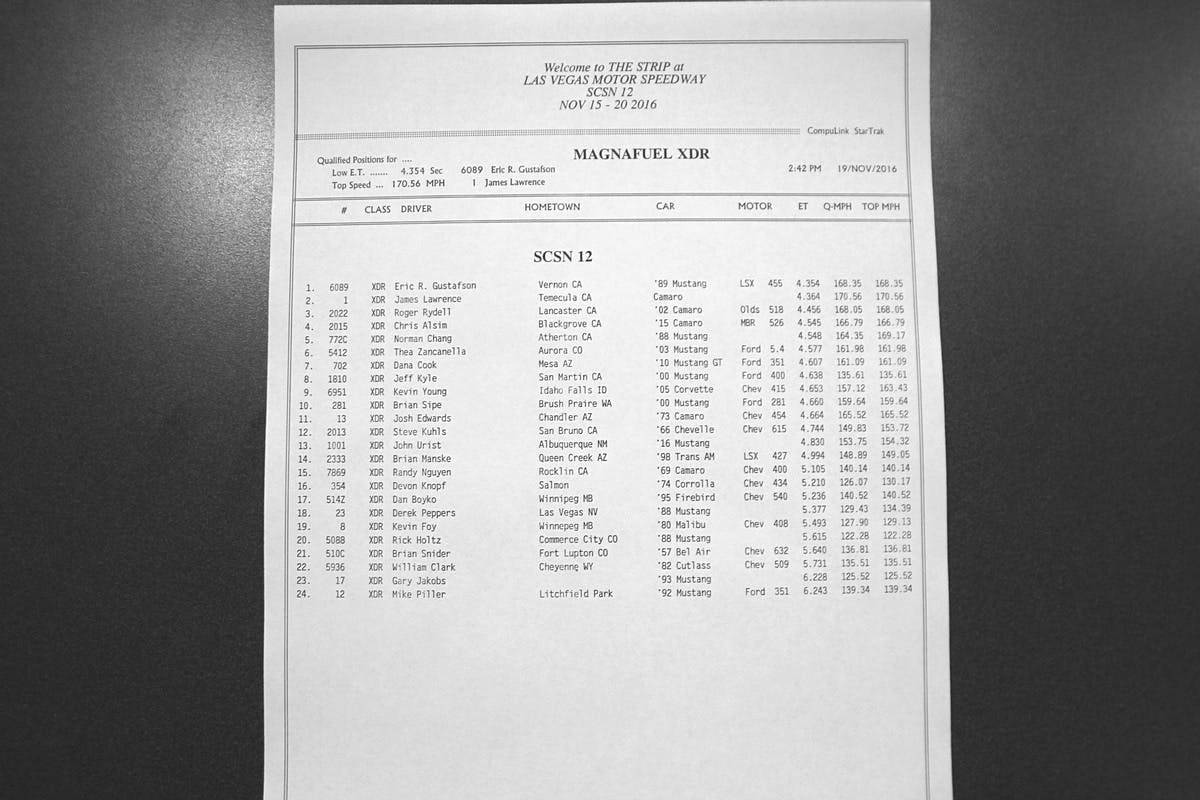 Welcome to THE STRIP at
LAS VEGAS MOTOR SPEEDWAY
SCSN 12
NOV 15 - 20 2016
CompuLink StarTrak
MAGNAFUEL XDR
Qualified Positions for ....
Low E.T. ....... 4.354 Sec 6089 Eric R. Gustafson 2:42 PM 19/NOV/2016
Top Speed ... 170.56 MPH 1 James Lawrence
# CLASS DRIVER HOMETOWN CAR MOTOR ET Q-MPH TOP MPH
SCSN 12
1. 6089 XDR Eric R. Gustafson Vernon CA '89 Mustang LSX 455 4.354 168.35 168.35
2. 1 XDR James Lawrence Temecula CA Camaro 4.364 170.56 170.56
3. 2022 XDR Roger Rydell Lancaster CA '02 Camaro Olds 518 4.456 168.05 168.05
4. 2015 XDR Chris Alsim Blackgrove CA '15 Camaro MBR 526 4.545 166.79 166.79
5. 772C XDR Norman Chang Atherton CA '88 Mustang 4.548 164.35 169.17
6. 5412 XDR Thea Zancanella Aurora CO '03 Mustang Ford 5.4 4.577 161.98 161.98
7. 702 XDR Dana Cook Mesa AZ '10 Mustang GT Ford 351 4.607 161.09 161.09
8. 1810 XDR Jeff Kyle San Martin CA '00 Mustang Ford 400 4.638 135.61 135.61
9. 6951 XDR Kevin Young Idaho Falls ID '05 Corvette Chev 415 4.653 157.12 163.43
10. 281 XDR Brian Sipe Brush Praire WA '00 Mustang Ford 281 4.660 159.64 159.64
11. 13 XDR Josh Edwards Chandler AZ '73 Camaro Chev 454 4.664 165.52 165.52
12. 2013 XDR Steve Kuhls San Bruno CA '66 Chevelle Chev 615 4.744 149.83 153.72
13. 1001 XDR John Urist Albuquerque NM '16 Mustang 4.830 153.75 154.32
14. 2333 XDR Brian Manske Queen Creek AZ '98 Trans AM LSX 427 4.994 148.89 149.05
15. 7869 XDR Randy Nguyen Rocklin CA '69 Camaro Chev 400 5.105 140.14 140.14
16. 354 XDR Devon Knopf Salmon '74 Corrolla Chev 434 5.210 126.07 130.17
17. 514Z XDR Dan Boyko Winnipeg MB '95 Firebird Chev 540 5.236 140.52 140.52
18. 23 XDR Derek Peppers Las Vegas NV '88 Mustang 5.377 129.43 134.39
19. 8 XDR Kevin Foy Winnepeg MB '80 Malibu Chev 408 5.493 127.90 129.13
20. 5088 XDR Rick Holtz Commerce City CO '88 Mustang 5.615 122.28 122.28
21. 510C XDR Brian Snider Fort Lupton CO '57 Bel Air Chev 632 5.640 136.81 136.81
22. 5936 XDR William Clark Cheyenne WY '82 Cutlass Chev 509 5.731 135.51 135.51
23. 17 XDR Gary Jakobs '93 Mustang 6.228 125.52 125.52
24. 12 XDR Mike Piller Litchfield Park '92 Mustang Ford 351 6.243 139.34 139.34